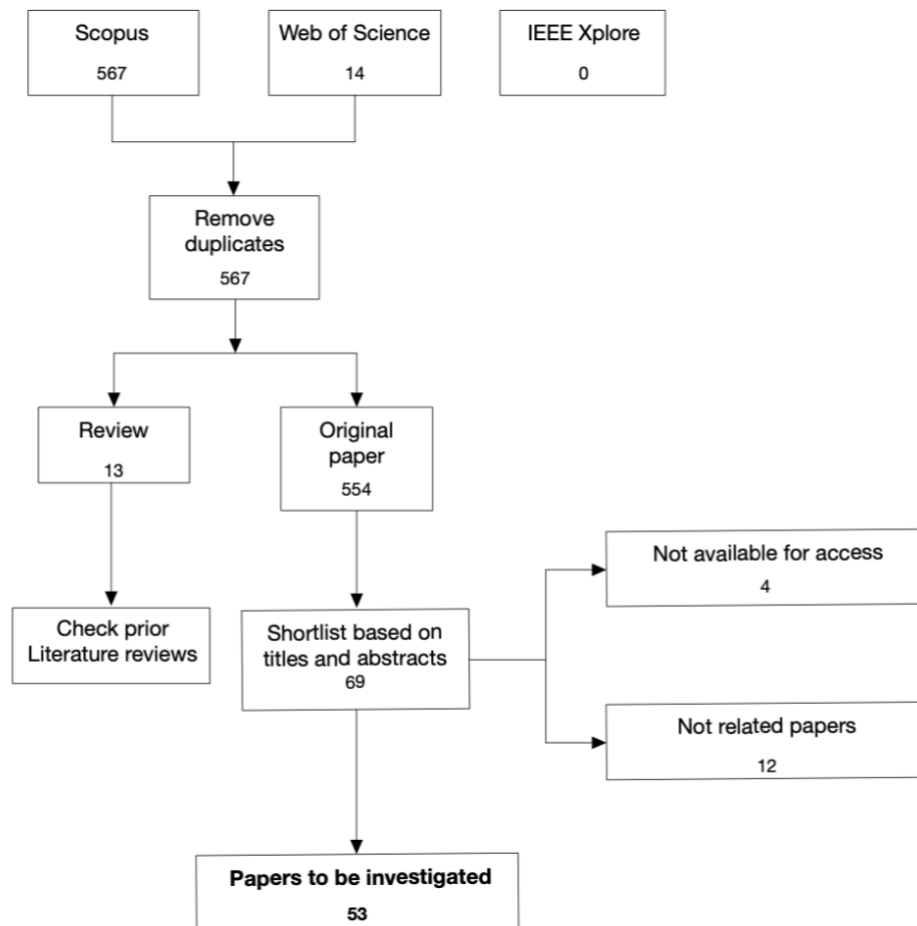 Scopus
567
Web of Science
14
IEEE Xplore
0
Remove
duplicates
567
Review
13
Original
paper
554
Check prior
Literature reviews
Shortlist based on
titles and abstracts
69
Not available for access
4
Not related papers
12
Papers to be investigated
53